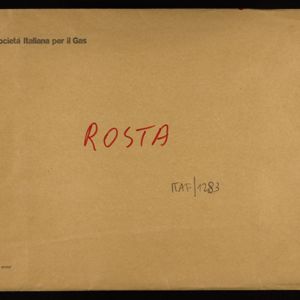 ocietà Italiana per il Gas
ROSTA
ITAF/1283